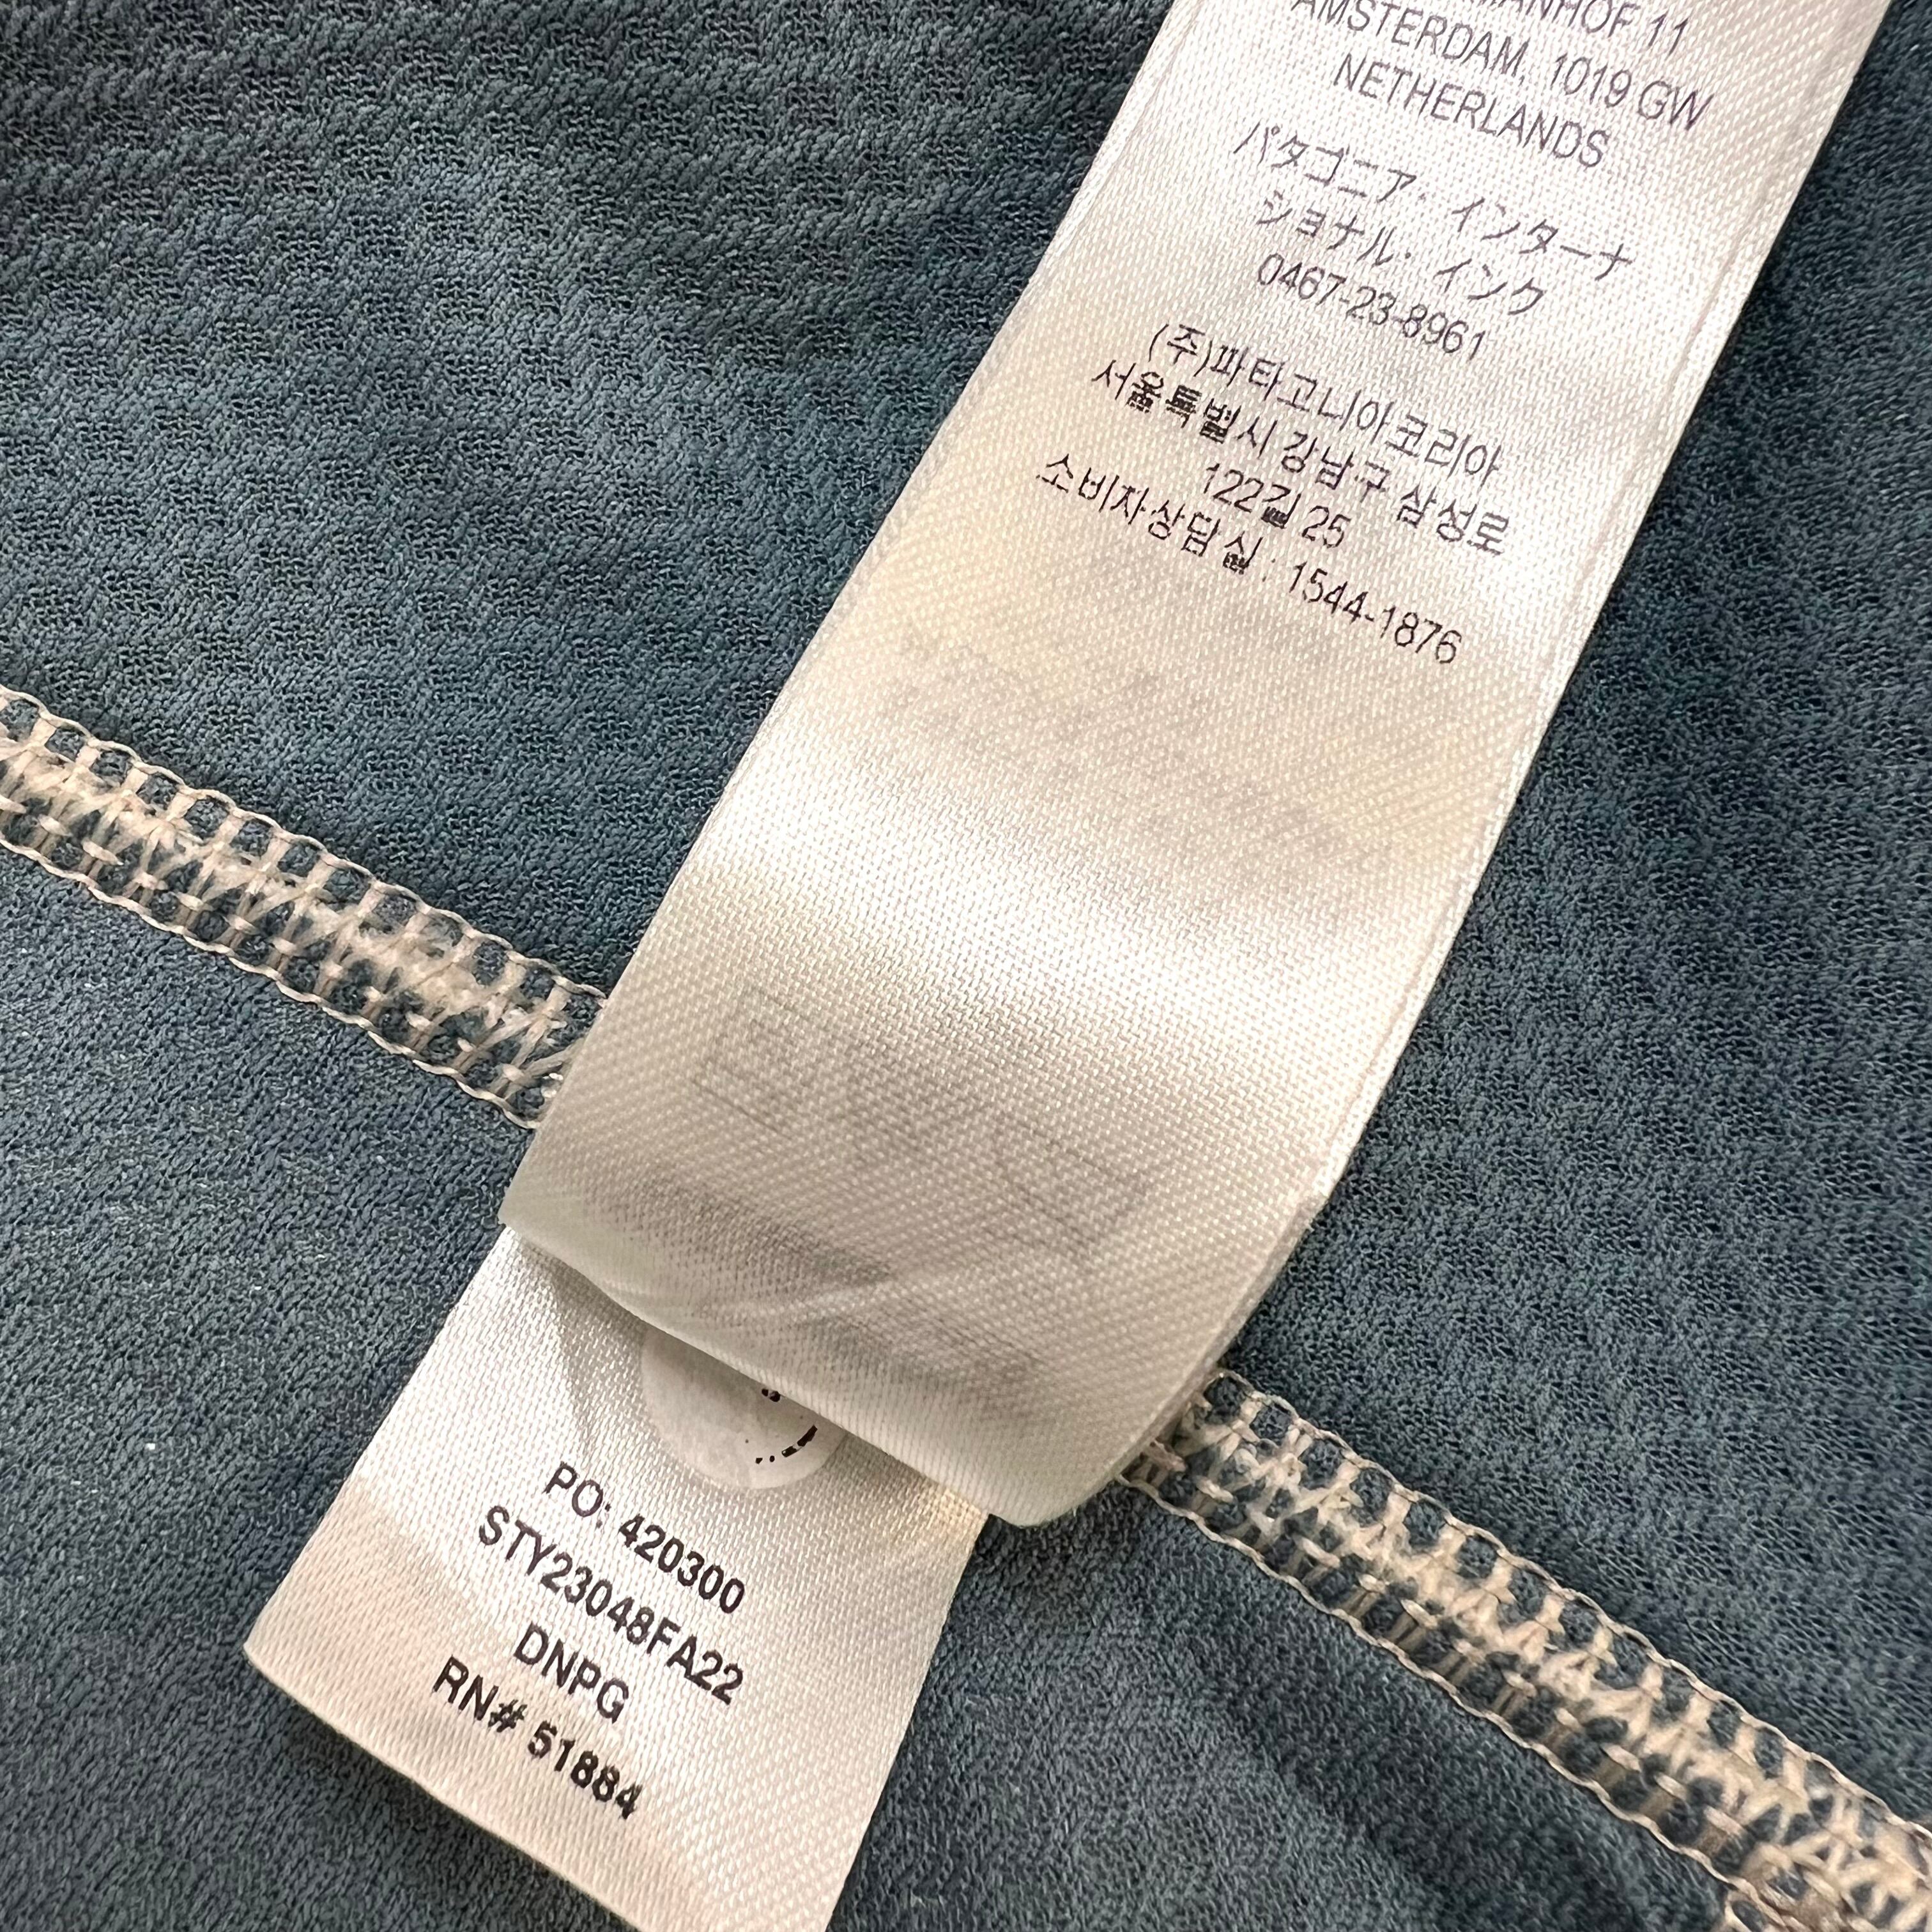 11
AMSTERDAM, 1019 GW
NETHERLANDS
パタゴニア・インターナ
ショナル・インク
0467-23-8961
(주)파타고니아코리아
서울특별시 강남구 삼성로
122길 25
소비자상담실 : 1544-1876
PO: 420300
STY23048FA22
DNPG
RN# 51884